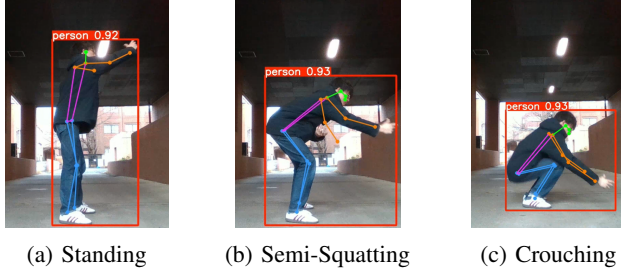 person 0.92
person 0.93
person 0.93
(a) Standing
(b) Semi-Squatting
(c) Crouching